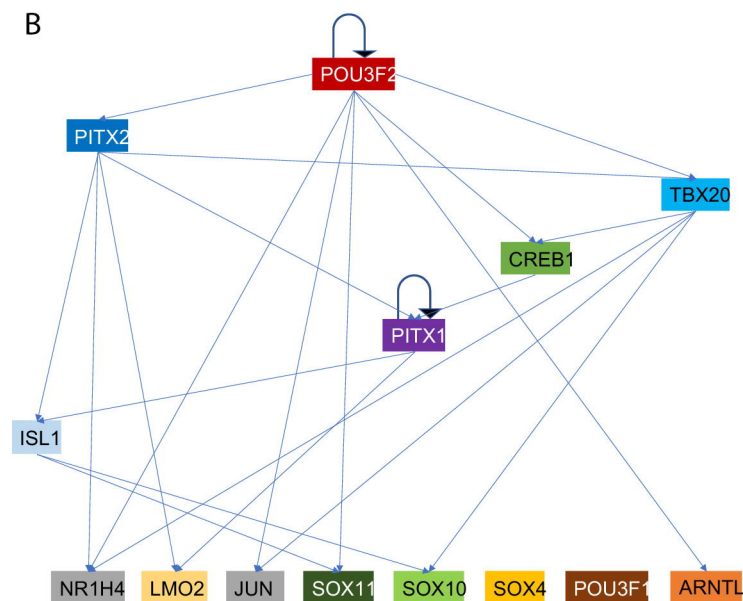 B
POU3F2
PITX2
TBX20
CREB1
PITX1
ISL1
NR1H4 LMO2 JUN SOX11 SOX10 SOX4 POU3F1 ARNTL